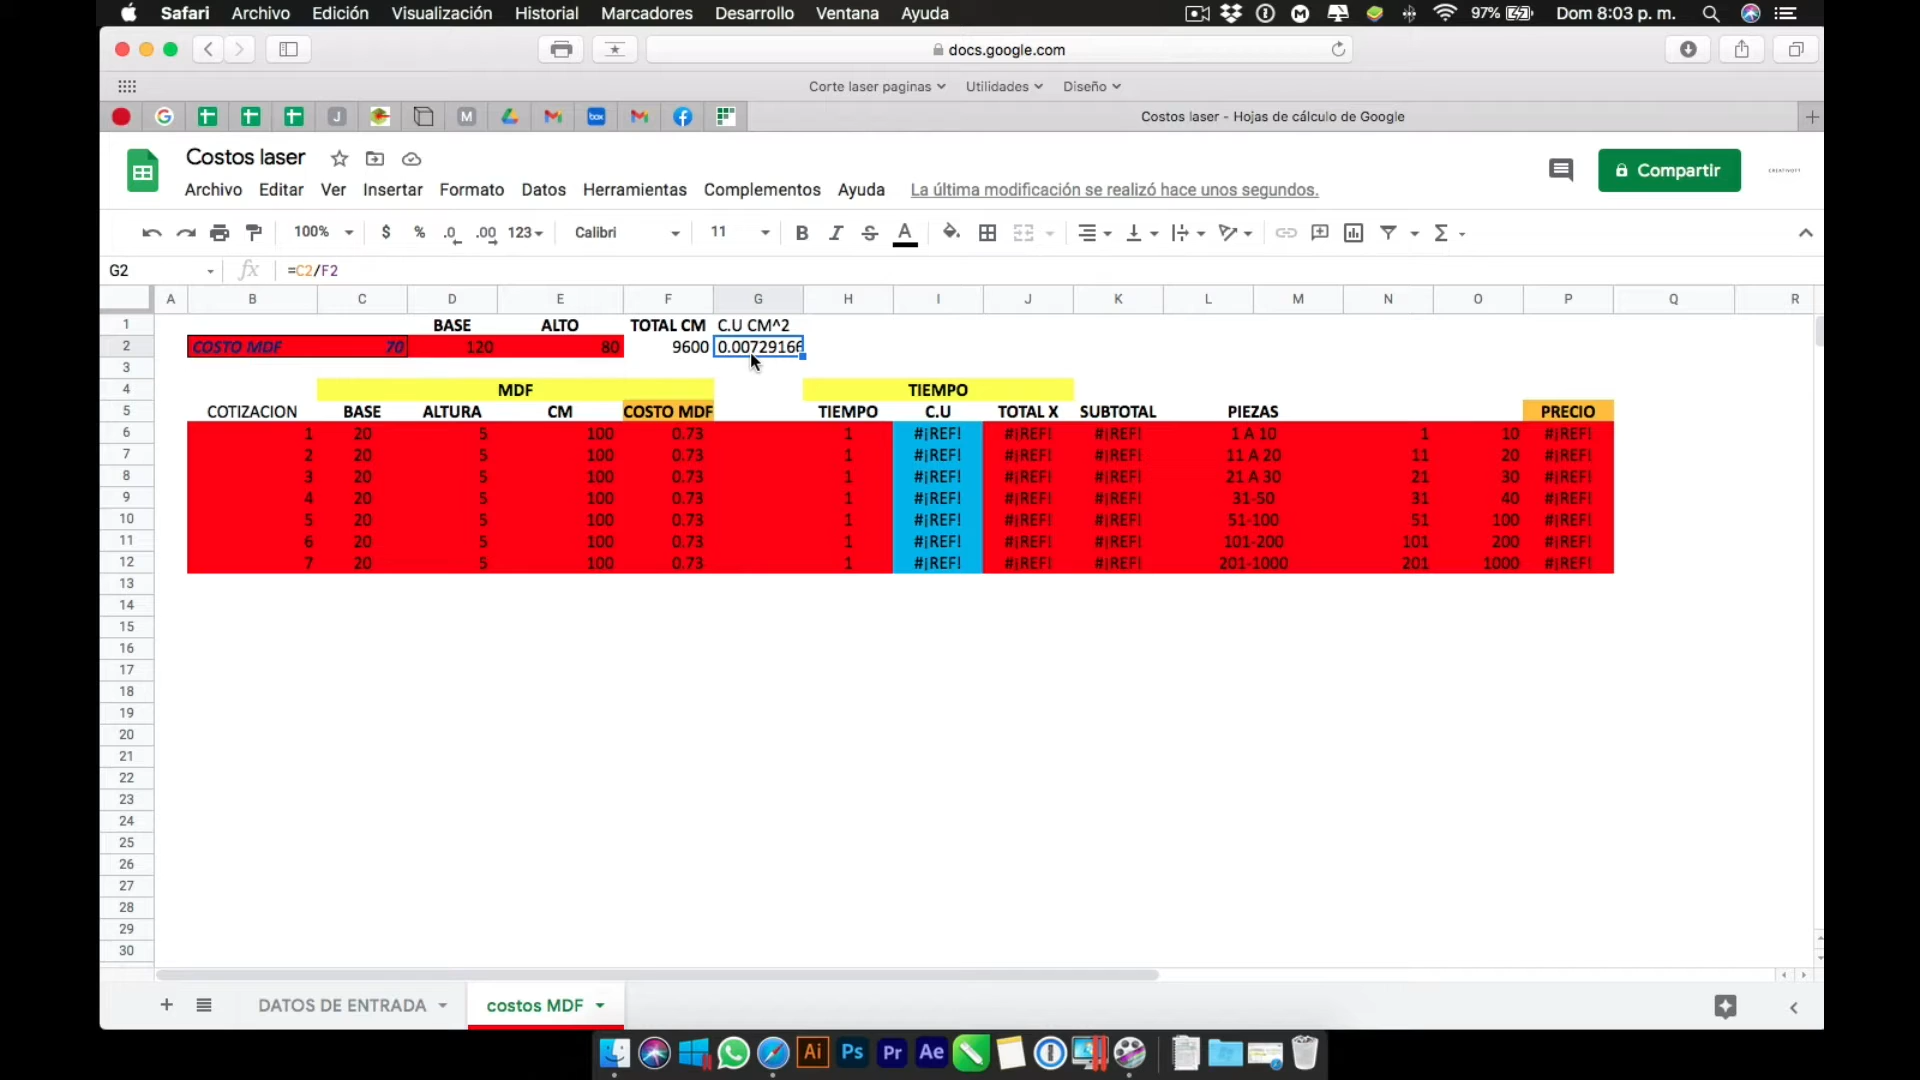 Safari Archivo Edición Visualización Historial Marcadores Desarrollo Ventana Ayuda 97% Dom 8:03 p. m.
docs.google.com
Corte laser paginas Utilidades Diseño
Costos laser - Hojas de cálculo de Google
Costos laser
Compartir
Archivo Editar Ver Insertar Formato Datos Herramientas Complementos Ayuda La última modificación se realizó hace unos segundos.
100% $ % .0 .00 123 Calibri 11 B I S A Σ
G2 fx =C2/F2
A B C D E F G H I J K L M N O P Q R
1 BASE ALTO TOTAL CM C.U CM^2
2 COSTO MDF 70 120 80 9600 0.00729166
3
4 MDF TIEMPO
5 COTIZACION BASE ALTURA CM COSTO MDF TIEMPO C.U TOTAL X SUBTOTAL PIEZAS PRECIO
6 1 20 5 100 0.73 1 #¡REF! #¡REF! #¡REF! 1 A 10 1 10 #¡REF!
7 2 20 5 100 0.73 1 #¡REF! #¡REF! #¡REF! 11 A 20 11 20 #¡REF!
8 3 20 5 100 0.73 1 #¡REF! #¡REF! #¡REF! 21 A 30 21 30 #¡REF!
9 4 20 5 100 0.73 1 #¡REF! #¡REF! #¡REF! 31-50 31 40 #¡REF!
10 5 20 5 100 0.73 1 #¡REF! #¡REF! #¡REF! 51-100 51 100 #¡REF!
11 6 20 5 100 0.73 1 #¡REF! #¡REF! #¡REF! 101-200 101 200 #¡REF!
12 7 20 5 100 0.73 1 #¡REF! #¡REF! #¡REF! 201-1000 201 1000 #¡REF!
13
14
15
16
17
18
19
20
21
22
23
24
25
26
27
28
29
30
DATOS DE ENTRADA costos MDF
Ai Ps Pr Ae